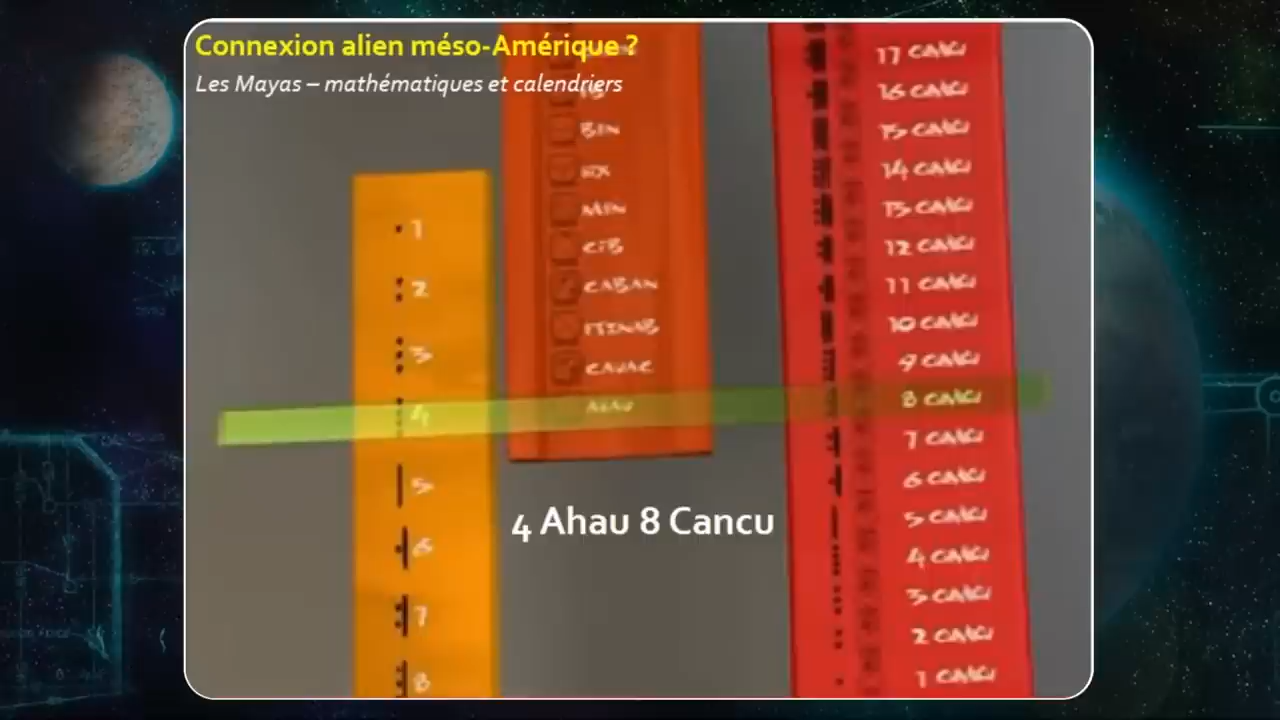 Connexion alien méso-Amérique ?
Les Mayas – mathématiques et calendriers
BEN
EX
MEN
CIB
CABAN
ETZNAB
CAUAC
AHAU
1
2
3
4
5
6
7
8
17 CANCU
16 CANCU
15 CANCU
14 CANCU
13 CANCU
12 CANCU
11 CANCU
10 CANCU
9 CANCU
8 CANCU
7 CANCU
6 CANCU
5 CANCU
4 CANCU
3 CANCU
2 CANCU
1 CANCU
4 Ahau 8 Cancu